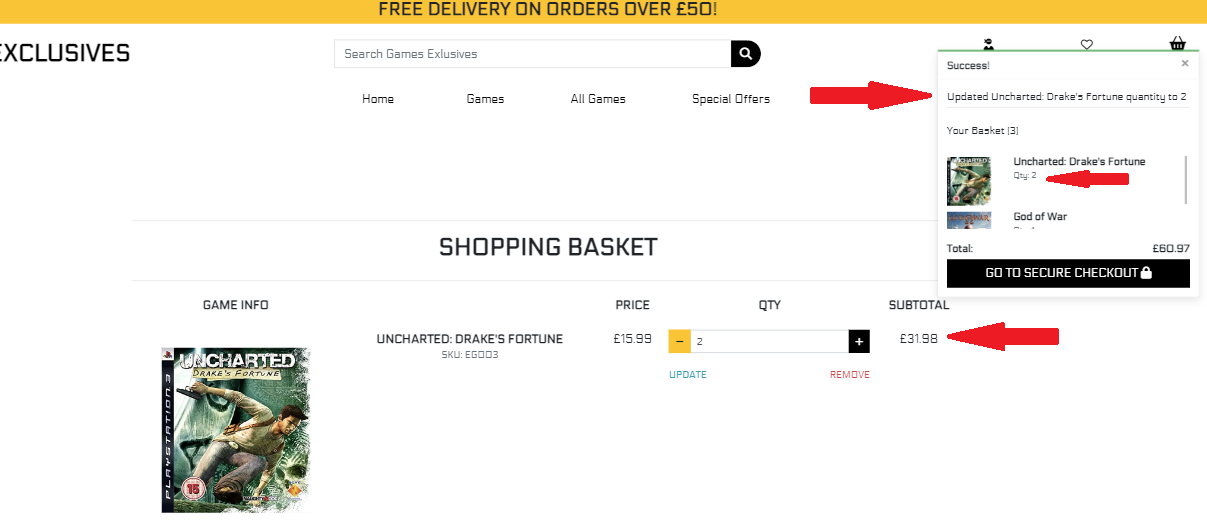 FREE DELIVERY ON ORDERS OVER £50!
EXCLUSIVES
Search Games Exlusives
Home Games All Games Special Offers
Success! ×
Updated Uncharted: Drake's Fortune quantity to 2
Your Basket (3)
UNCHARTED
Uncharted: Drake's Fortune
Qty: 2
God of War
Total: £60.97
GO TO SECURE CHECKOUT
SHOPPING BASKET
GAME INFO PRICE QTY SUBTOTAL
UNCHARTED: DRAKE'S FORTUNE £15.99 − 2 + £31.98
SKU: EG003
UPDATE REMOVE
UNCHARTED
DRAKE'S FORTUNE
PLAYSTATION 3
15